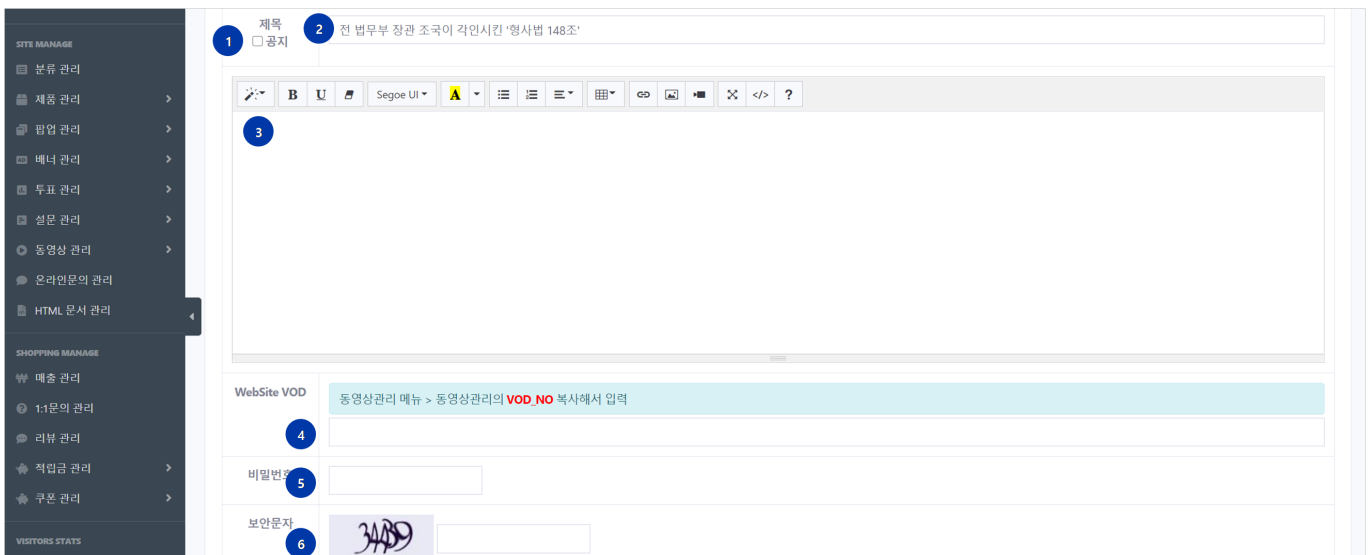 SITE MANAGE
분류 관리
제품 관리
팝업 관리
배너 관리
투표 관리
설문 관리
동영상 관리
온라인문의 관리
HTML 문서 관리
SHOPPING MANAGE
매출 관리
1:1문의 관리
리뷰 관리
적립금 관리
쿠폰 관리
VISITORS STATS
제목
1 공지
2 전 법무부 장관 조국이 각인시킨 '형사법 148조'
B U Segoe UI A </> ?
3
WebSite VOD
동영상관리 메뉴 > 동영상관리의 VOD_NO 복사해서 입력
4
비밀번호
5
보안문자
6